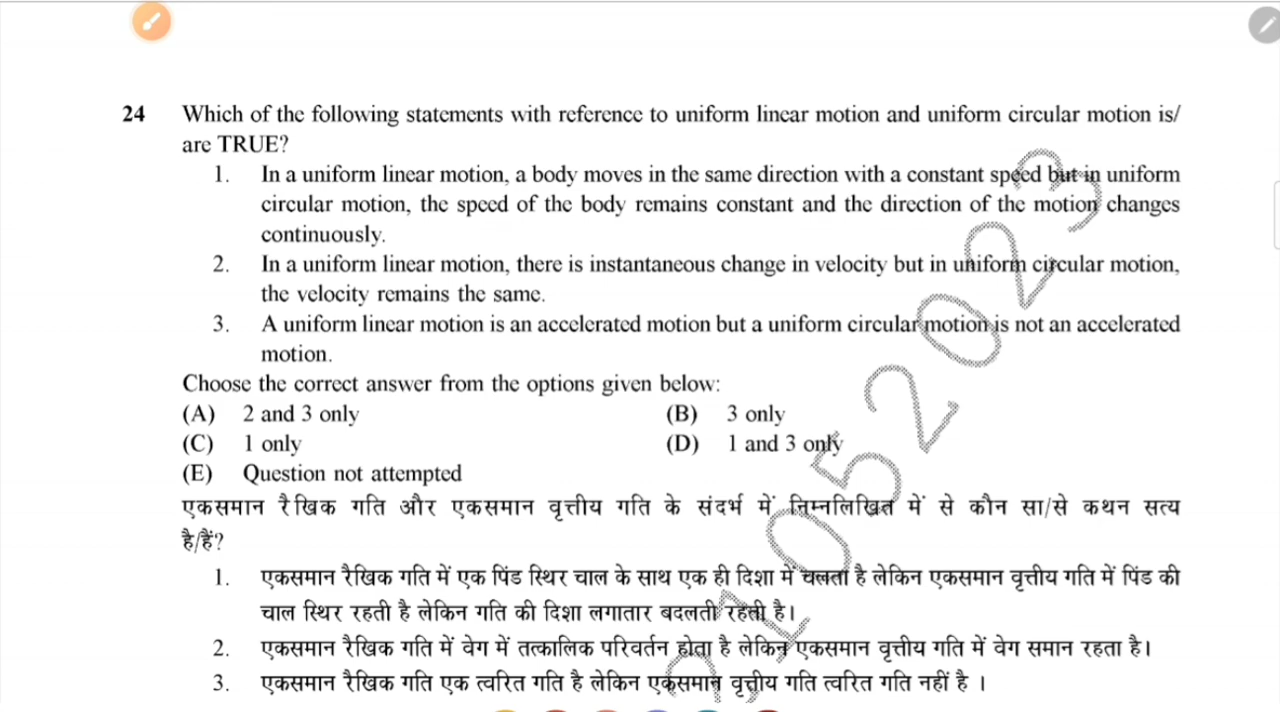 24 Which of the following statements with reference to uniform linear motion and uniform circular motion is/
are TRUE?
1. In a uniform linear motion, a body moves in the same direction with a constant speed but in uniform
circular motion, the speed of the body remains constant and the direction of the motion changes
continuously.
2. In a uniform linear motion, there is instantaneous change in velocity but in uniform circular motion,
the velocity remains the same.
3. A uniform linear motion is an accelerated motion but a uniform circular motion is not an accelerated
motion.
Choose the correct answer from the options given below:
(A) 2 and 3 only (B) 3 only
(C) 1 only (D) 1 and 3 only
(E) Question not attempted
एकसमान रैखिक गति और एकसमान वृत्तीय गति के संदर्भ में निम्नलिखित में से कौन सा/से कथन सत्य
है/हैं?
1. एकसमान रैखिक गति में एक पिंड स्थिर चाल के साथ एक ही दिशा में चलता है लेकिन एकसमान वृत्तीय गति में पिंड की
चाल स्थिर रहती है लेकिन गति की दिशा लगातार बदलती रहती है।
2. एकसमान रैखिक गति में वेग में तत्कालिक परिवर्तन होता है लेकिन एकसमान वृत्तीय गति में वेग समान रहता है।
3. एकसमान रैखिक गति एक त्वरित गति है लेकिन एकसमान वृत्तीय गति त्वरित गति नहीं है ।